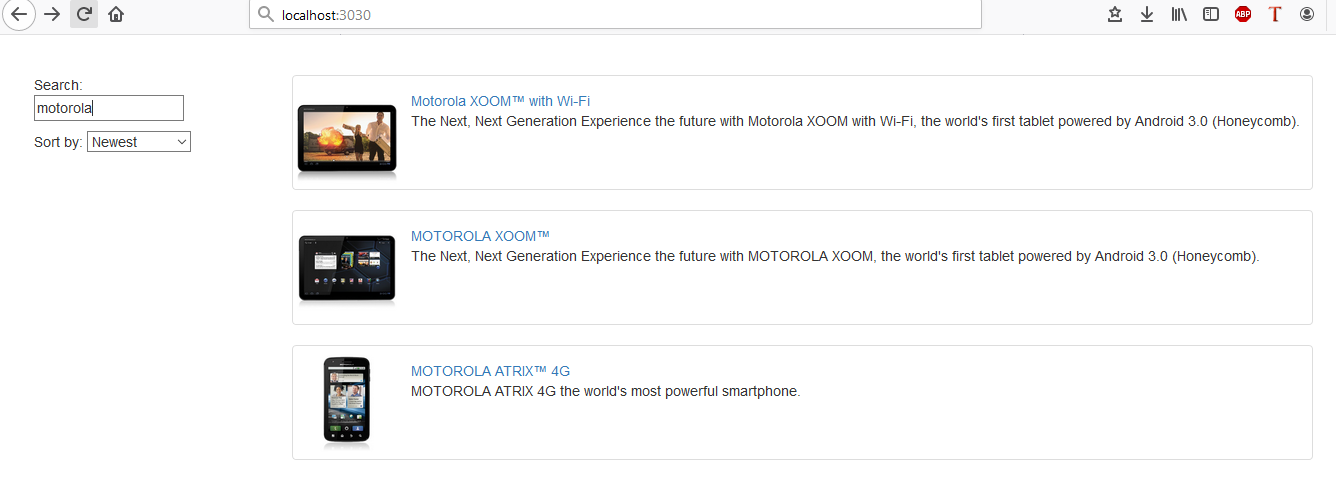 localhost:3030
ABP
T
Search:
motorola
Sort by: Newest
Motorola XOOM™ with Wi-Fi
The Next, Next Generation Experience the future with Motorola XOOM with Wi-Fi, the world's first tablet powered by Android 3.0 (Honeycomb).
MOTOROLA XOOM™
The Next, Next Generation Experience the future with MOTOROLA XOOM, the world's first tablet powered by Android 3.0 (Honeycomb).
MOTOROLA ATRIX™ 4G
MOTOROLA ATRIX 4G the world's most powerful smartphone.